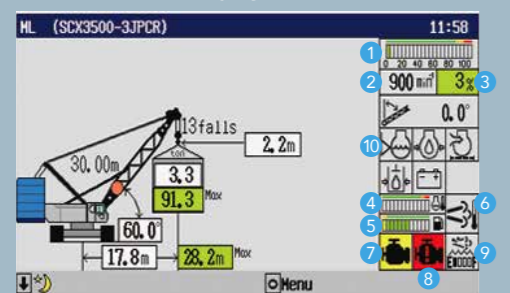 ML (SCX3500-3JPCR) 11:58
1
0 20 40 60 80 100
2 900 min⁻¹ 3% 3
0.0°
13falls
2.2m
10
30.00m
ton
3.3
91.3 Max
4
6
5
60.0°
17.8m 28.2m Max
7
8
9
Menu